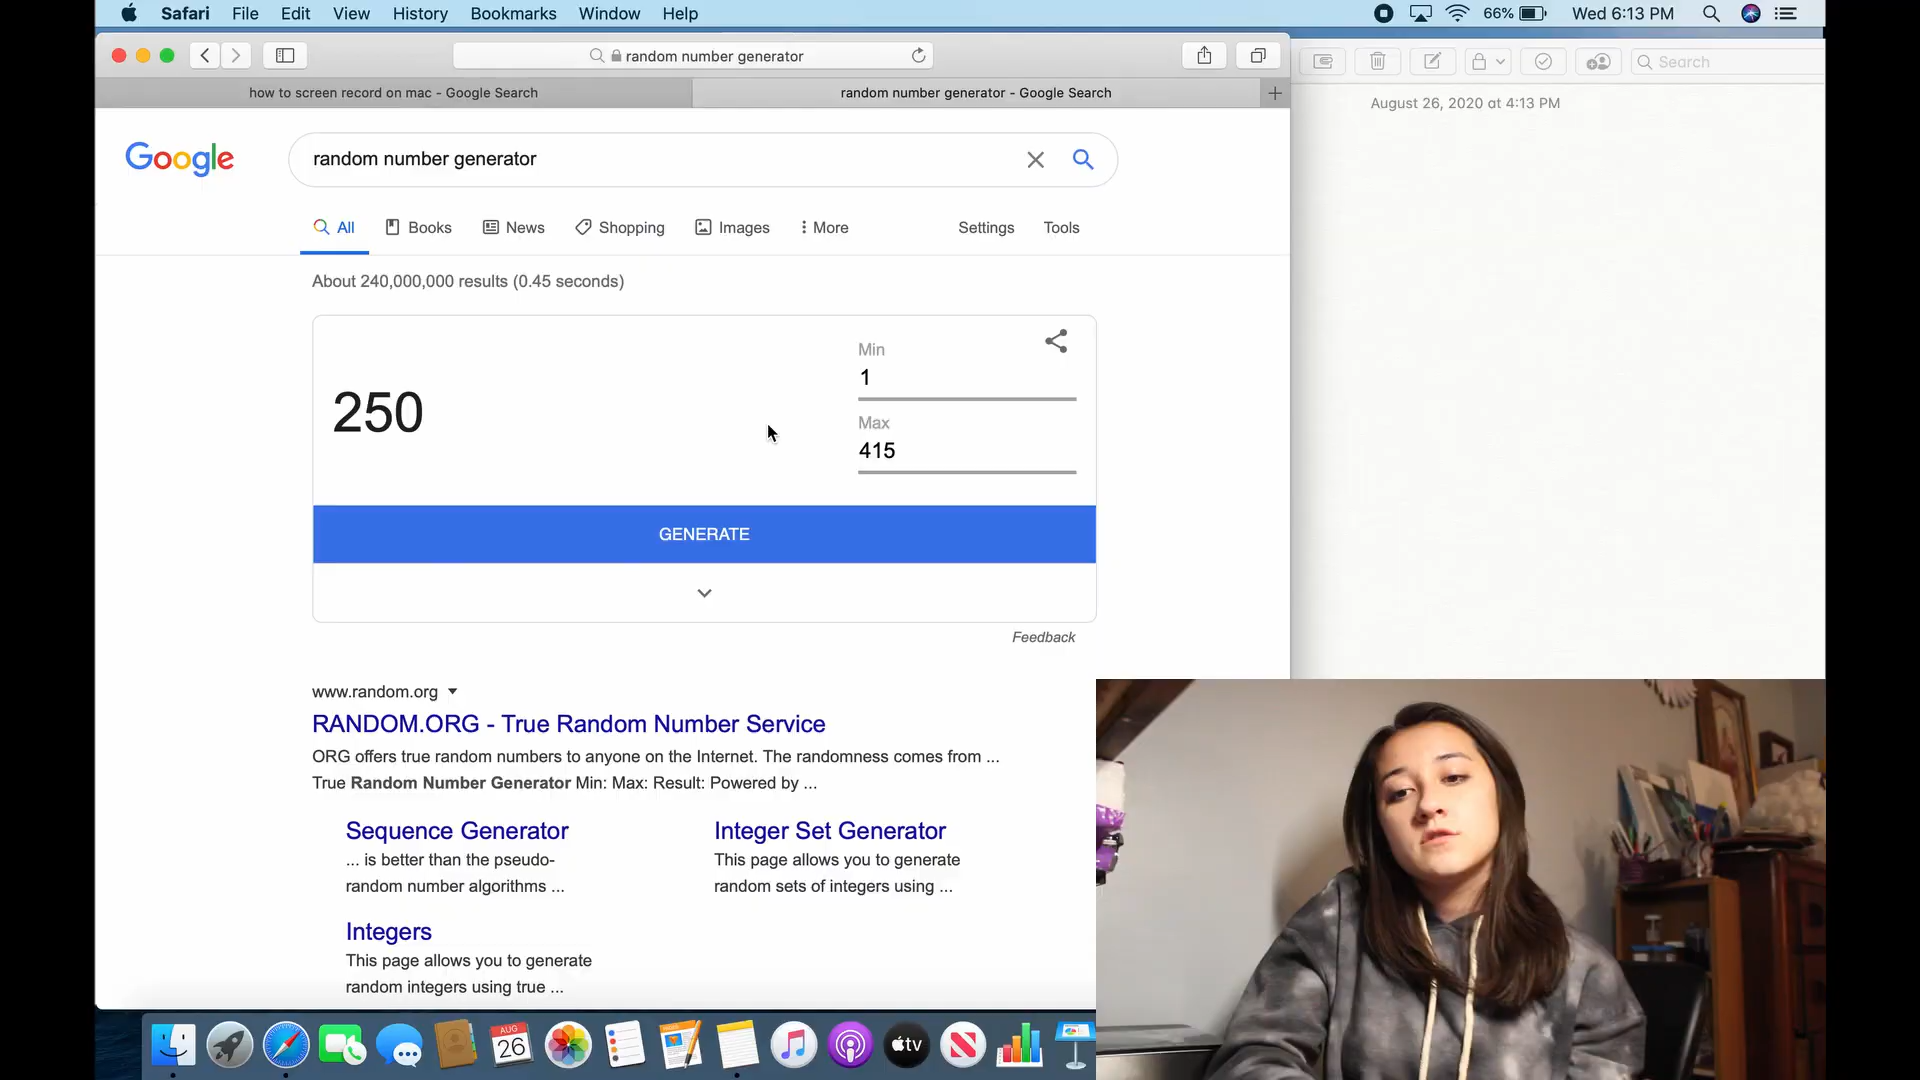 Safari File Edit View History Bookmarks Window Help 66% Wed 6:13 PM
random number generator
Search
how to screen record on mac - Google Search
random number generator - Google Search
August 26, 2020 at 4:13 PM
Google
random number generator
All Books News Shopping Images More Settings Tools
About 240,000,000 results (0.45 seconds)
Min
1
250
Max
415
GENERATE
Feedback
www.random.org
RANDOM.ORG - True Random Number Service
ORG offers true random numbers to anyone on the Internet. The randomness comes from ...
True Random Number Generator Min: Max: Result: Powered by ...
Sequence Generator
... is better than the pseudo-
random number algorithms ...
Integer Set Generator
This page allows you to generate
random sets of integers using ...
Integers
This page allows you to generate
random integers using true ...
AUG
26
tv